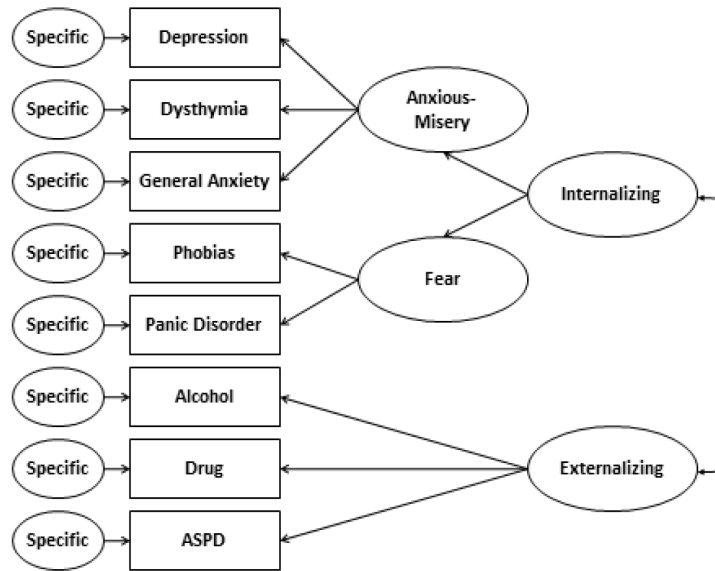 Specific
Depression
Specific
Dysthymia
Anxious-
Misery
Specific
General Anxiety
Internalizing
Specific
Phobias
Fear
Specific
Panic Disorder
Specific
Alcohol
Specific
Drug
Externalizing
Specific
ASPD